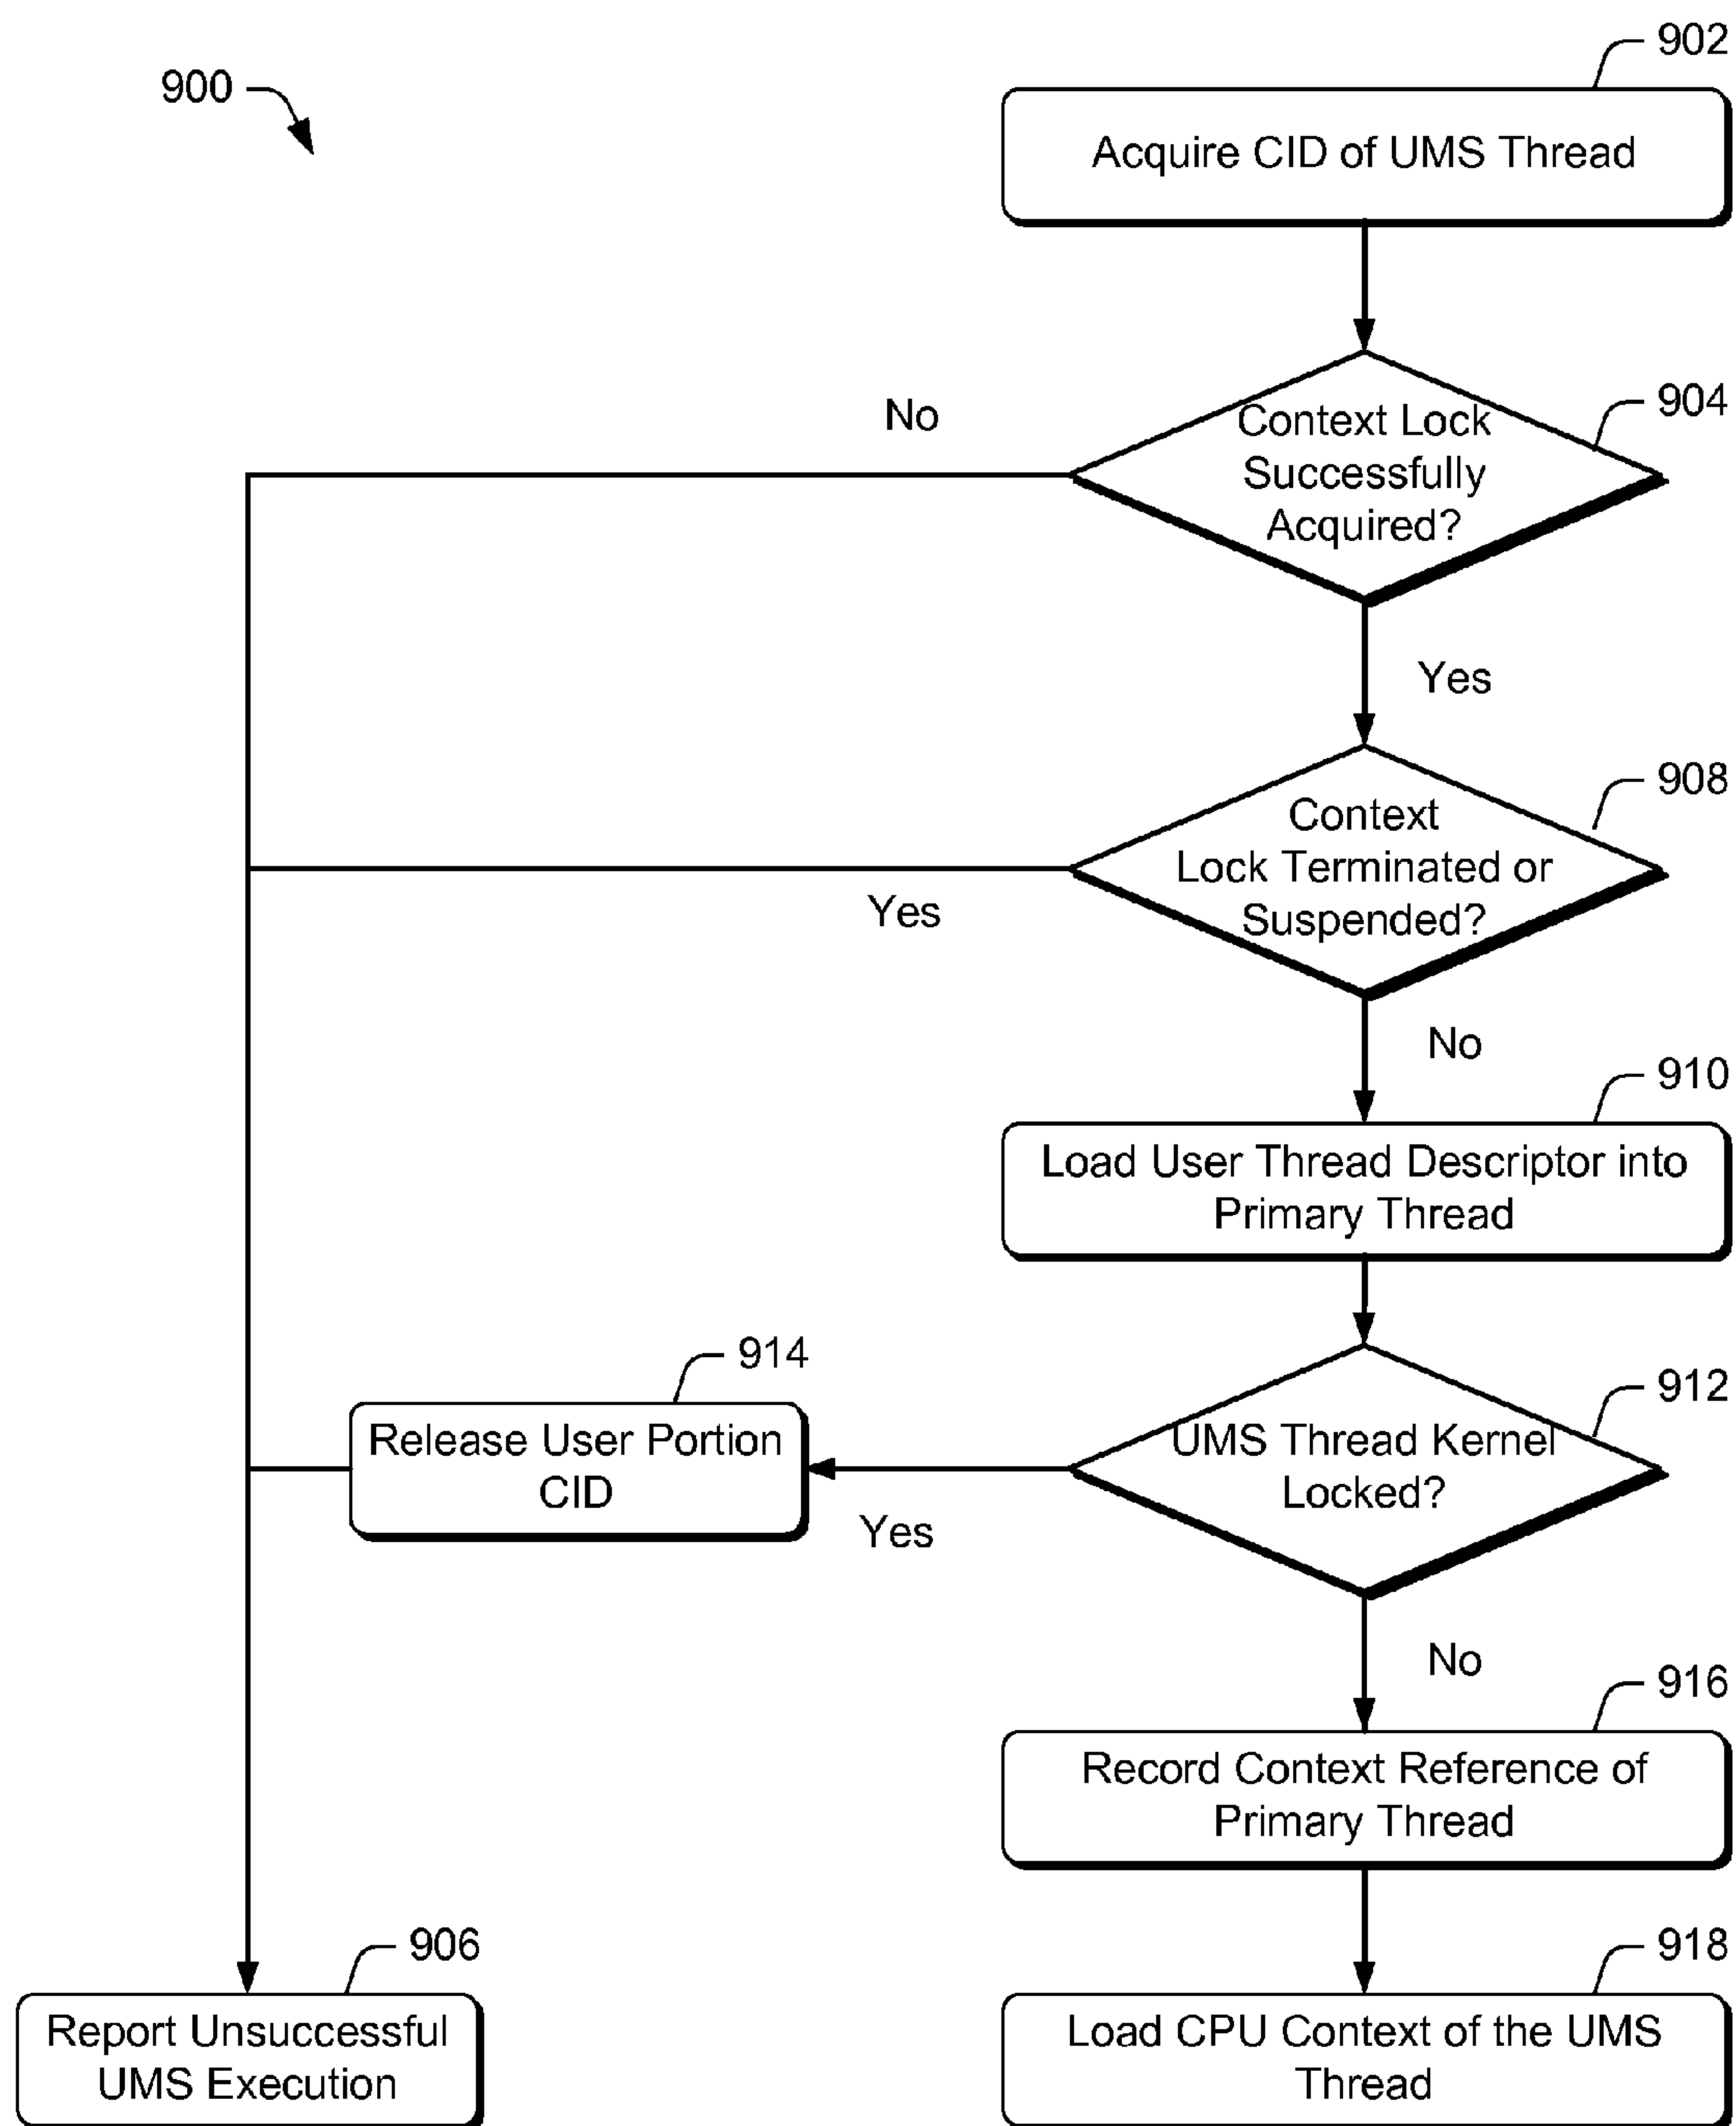 902
900
Acquire CID of UMS Thread
904
No
Context Lock
Successfully
Acquired?
Yes
908
Context
Lock Terminated or
Suspended?
Yes
No
910
Load User Thread Descriptor into
Primary Thread
914
912
Release User Portion
CID
UMS Thread Kernel
Locked?
Yes
No
916
Record Context Reference of
Primary Thread
906
918
Report Unsuccessful
UMS Execution
Load CPU Context of the UMS
Thread